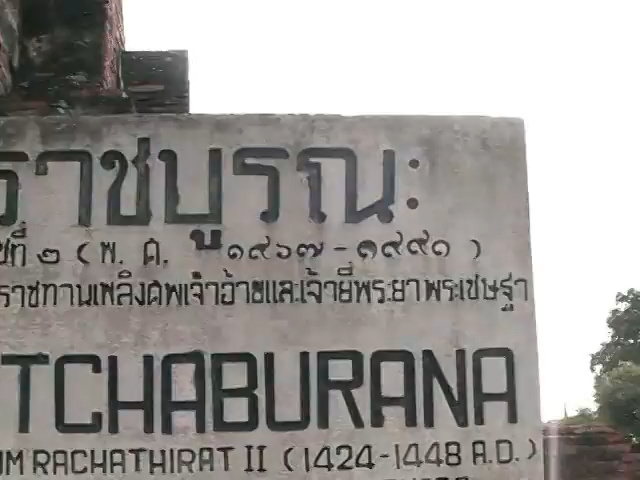 ราชบูรณะ
ที่ ๒ ( พ. ศ. ๑๙๖๗ - ๑๙๙๑ )
ราชทานเพลิงศพเจ้าอ้ายและเจ้ายี่พระยาพระเชษฐา
TCHABURANA
UM RACHATHIRAT II (1424-1448 A.D.)